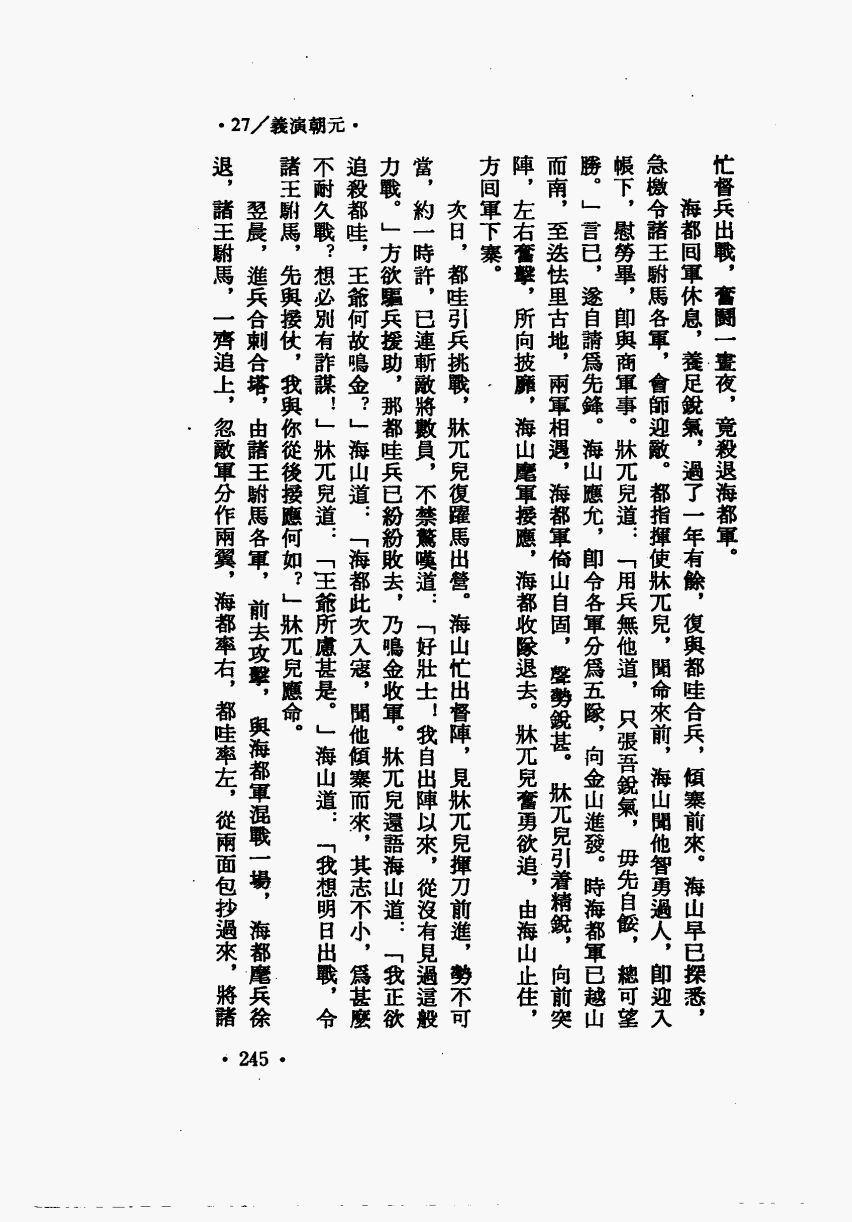 •27/義演朝元•
忙督兵出戰，奮鬭一晝夜，竟殺退海都軍。
海都囘軍休息，養足銳氣，過了一年有餘，復與都哇合兵，傾寨前來。海山早已探悉，
急檄令諸王駙馬各軍，會師迎敵。都指揮使牀兀兒，聞命來前，海山聞他智勇過人，卽迎入
帳下，慰勞畢，卽與商軍事。牀兀兒道：「用兵無他道，只張吾銳氣，毋先自餒，總可望
勝。」言已，遂自請爲先鋒。海山應允，卽令各軍分爲五隊，向金山進發。時海都軍已越山
而南，至迭怯里古地，兩軍相遇，海都軍倚山自固，聲勢銳甚。牀兀兒引着精銳，向前突
陣，左右奮擊，所向披靡，海山麾軍接應，海都收隊退去。牀兀兒奮勇欲追，由海山止住，
方囘軍下寨。
次日，都哇引兵挑戰，牀兀兒復躍馬出營。海山忙出督陣，見牀兀兒揮刀前進，勢不可
當，約一時許，已連斬敵將數員，不禁驚嘆道：「好壯士！我自出陣以來，從沒有見過這般
力戰。」方欲驅兵援助，那都哇兵已紛紛敗去，乃鳴金收軍。牀兀兒還語海山道：「我正欲
追殺都哇，王爺何故鳴金？」海山道：「海都此次入寇，聞他傾寨而來，其志不小，爲甚麼
不耐久戰？想必別有詐謀！」牀兀兒道：「王爺所慮甚是。」海山道：「我想明日出戰，令
諸王駙馬，先與接仗，我與你從後接應何如？」牀兀兒應命。
翌晨，進兵合剌合塔，由諸王駙馬各軍，前去攻擊，與海都軍混戰一場，海都麾兵徐
退，諸王駙馬，一齊追上，忽敵軍分作兩翼，海都率右，都哇率左，從兩面包抄過來，將諸
•245•